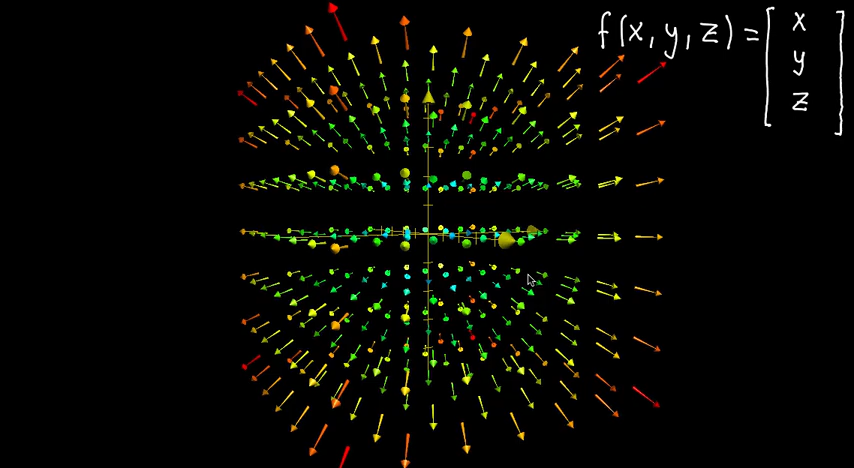 f(x, y, z) = [x
y
z]